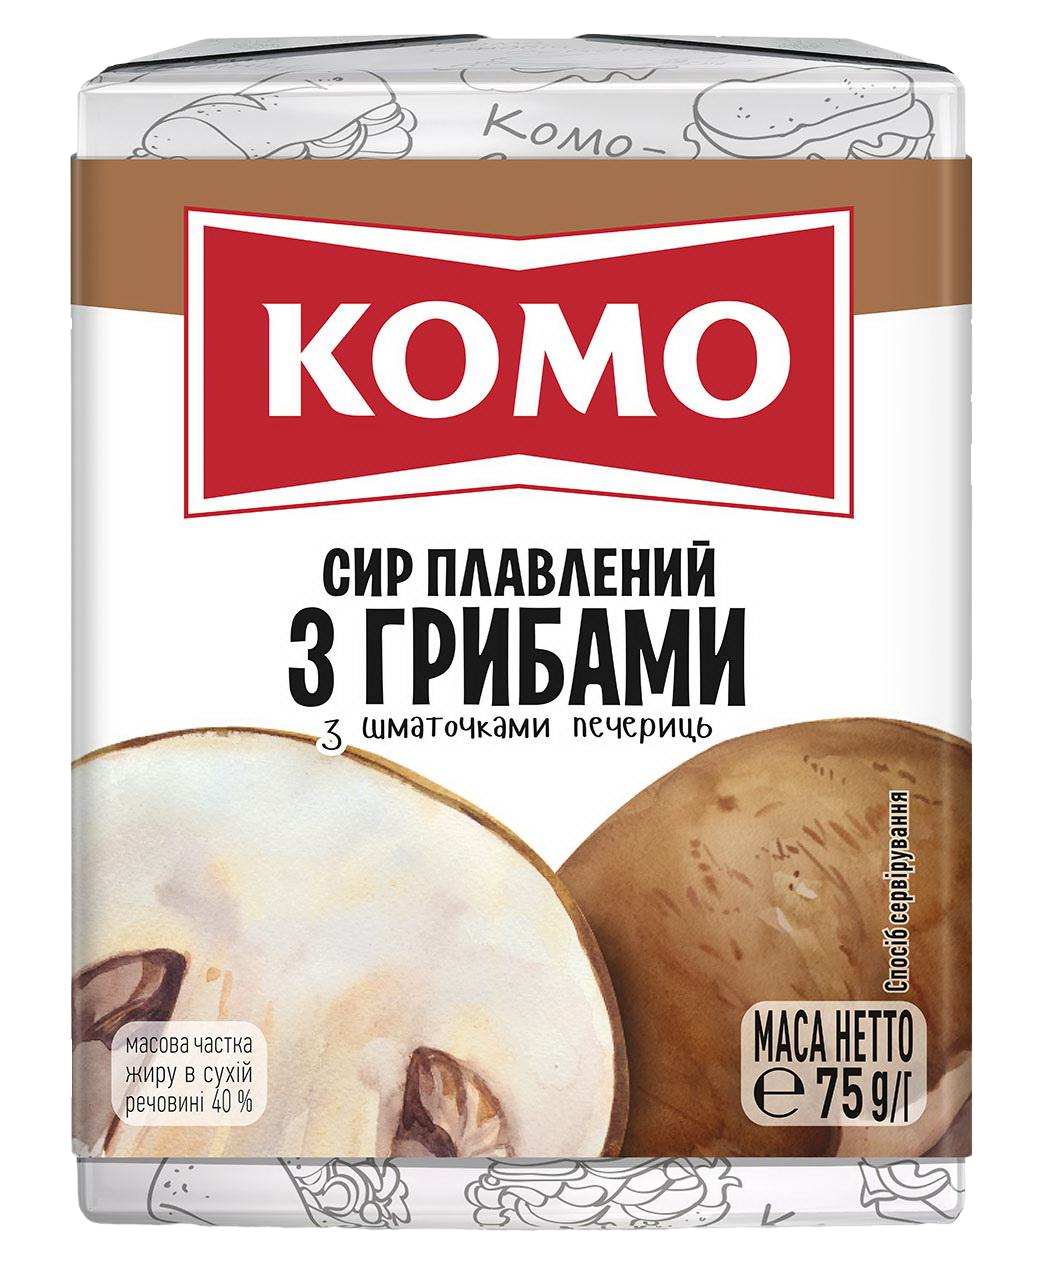 Комо-
КОМО
СИР ПЛАВЛЕНИЙ
З ГРИБАМИ
з шматочками печериць
Спосіб сервірування
масова частка
жиру в сухій
речовині 40 %
МАСА НЕТТО
℮ 75 g/г